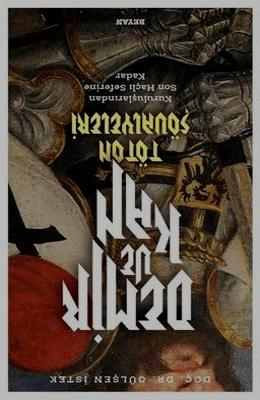 DOÇ. DR. GÜLŞEN İSTEK
DEMİR
VE
KAN
TÖTON
ŞÖVALYELERİ
Kuruluşlarından
Son Haçlı Seferine
Kadar
BEYAN